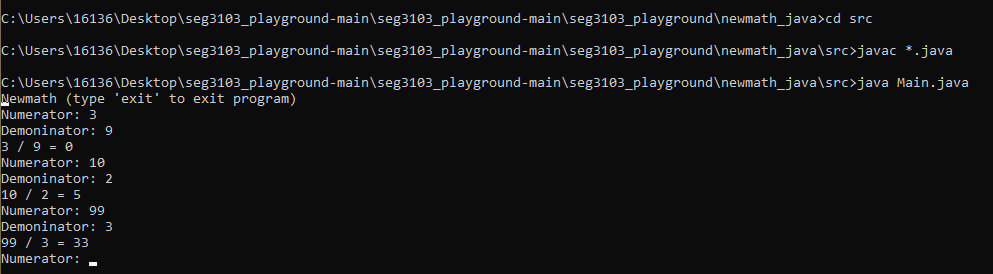 C:\Users\16136\Desktop\seg3103_playground-main\seg3103_playground-main\seg3103_playground\newmath_java>cd src
C:\Users\16136\Desktop\seg3103_playground-main\seg3103_playground-main\seg3103_playground\newmath_java\src>javac *.java
C:\Users\16136\Desktop\seg3103_playground-main\seg3103_playground-main\seg3103_playground\newmath_java\src>java Main.java
Newmath (type 'exit' to exit program)
Numerator: 3
Demoninator: 9
3 / 9 = 0
Numerator: 10
Demoninator: 2
10 / 2 = 5
Numerator: 99
Demoninator: 3
99 / 3 = 33
Numerator: